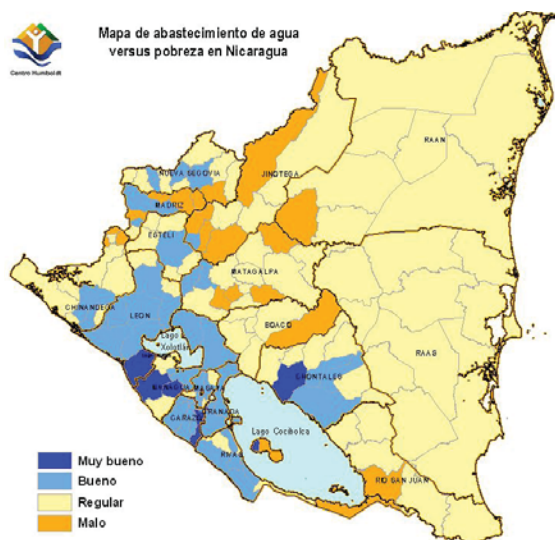 Mapa de abastecimiento de agua
versus pobreza en Nicaragua
Centro Humboldt
RAAN
NUEVA SEGOVIA
JINOTEGA
MADRIZ
ESTELI
MATAGALPA
CHINANDEGA
LEON
BOACO
Lago
Xolotlán
RAAS
CHONTALES
MANAGUA
MASAYA
CARAZO
GRANADA
Lago Cocibolca
RIVAS
RIO SAN JUAN
Muy bueno
Bueno
Regular
Malo